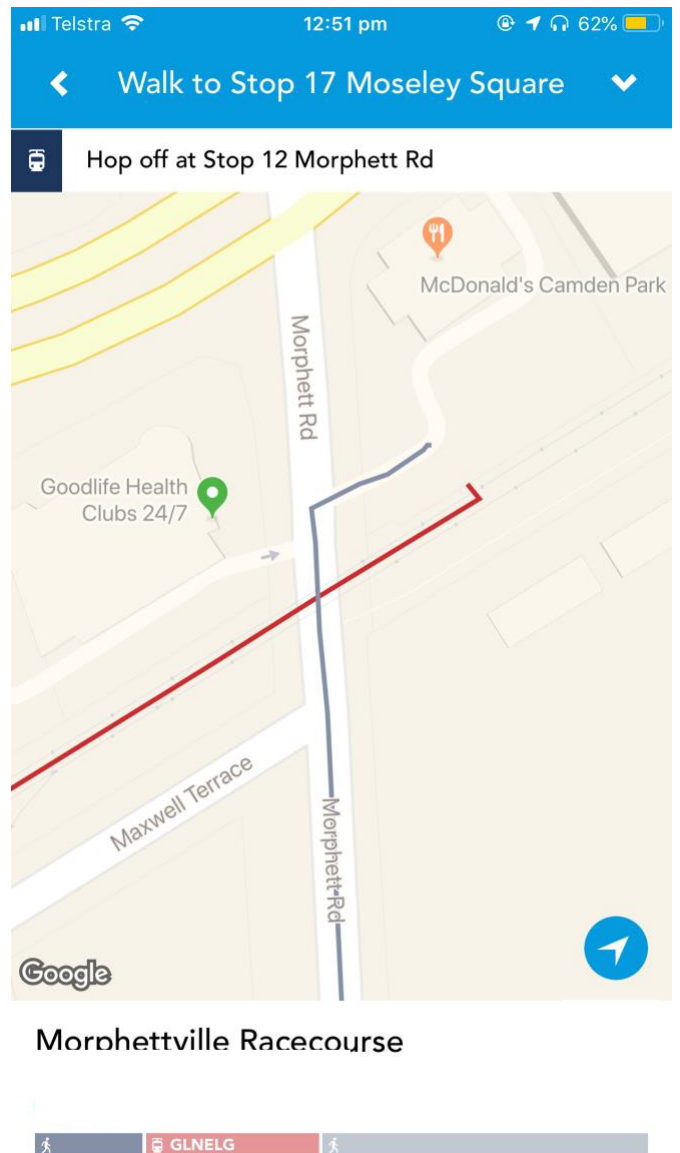 Telstra 12:51 pm 62%
Walk to Stop 17 Moseley Square
Hop off at Stop 12 Morphett Rd
McDonald's Camden Park
Morphett Rd
Goodlife Health
Clubs 24/7
Maxwell Terrace
Morphett Rd
Google
Morphettville Racecourse
GLNELG